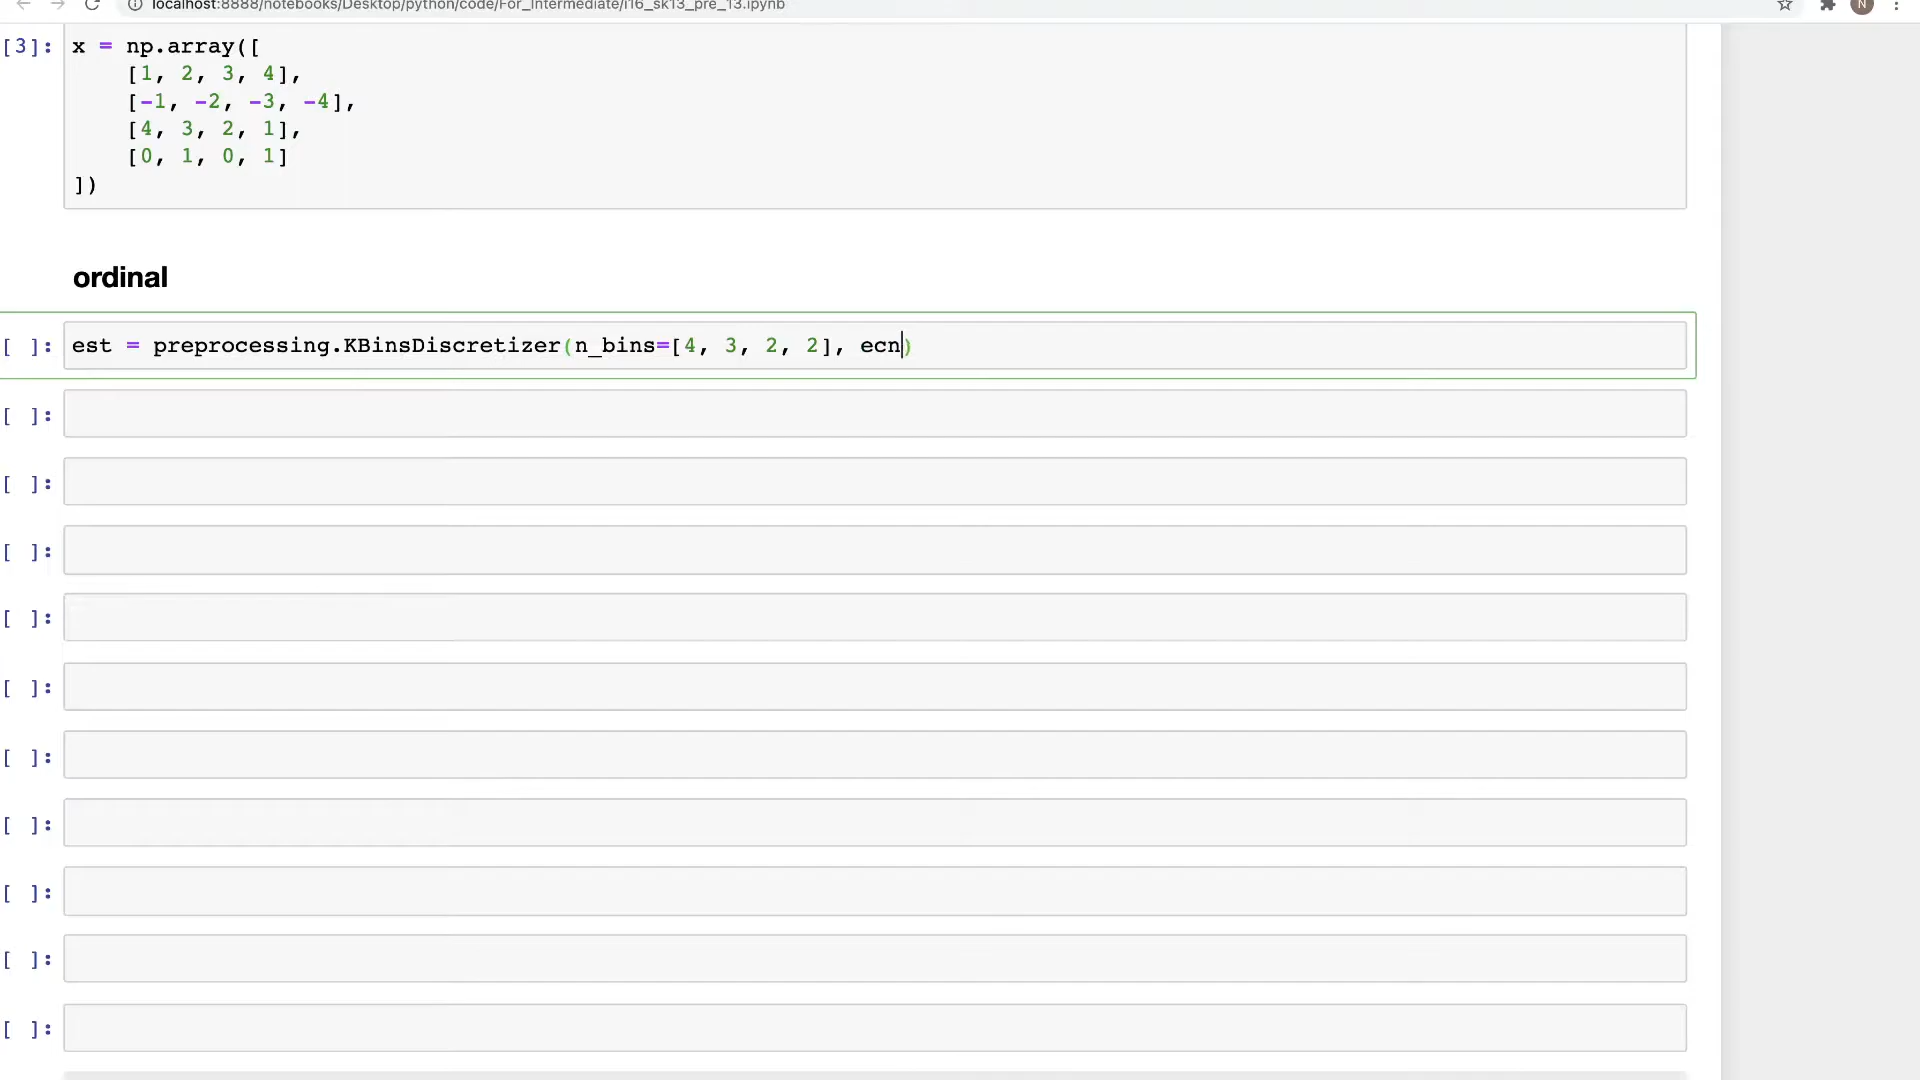 localhost:8888/notebooks/Desktop/python/code/For_Intermediate/i16_sk13_pre_13.ipynb
N
[3]: x = np.array([
[1, 2, 3, 4],
[-1, -2, -3, -4],
[4, 3, 2, 1],
[0, 1, 0, 1]
])
ordinal
[ ]: est = preprocessing.KBinsDiscretizer(n_bins=[4, 3, 2, 2], ecn)
[ ]:
[ ]:
[ ]:
[ ]:
[ ]:
[ ]:
[ ]:
[ ]:
[ ]:
[ ]: